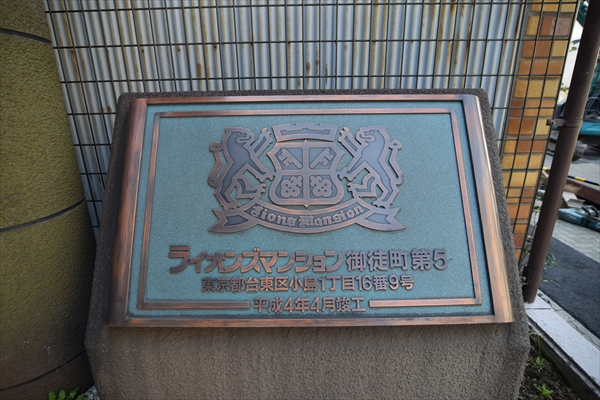 Lions Mansion
ライオンズマンション御徒町第5
東京都台東区小島1丁目16番9号
平成4年4月竣工